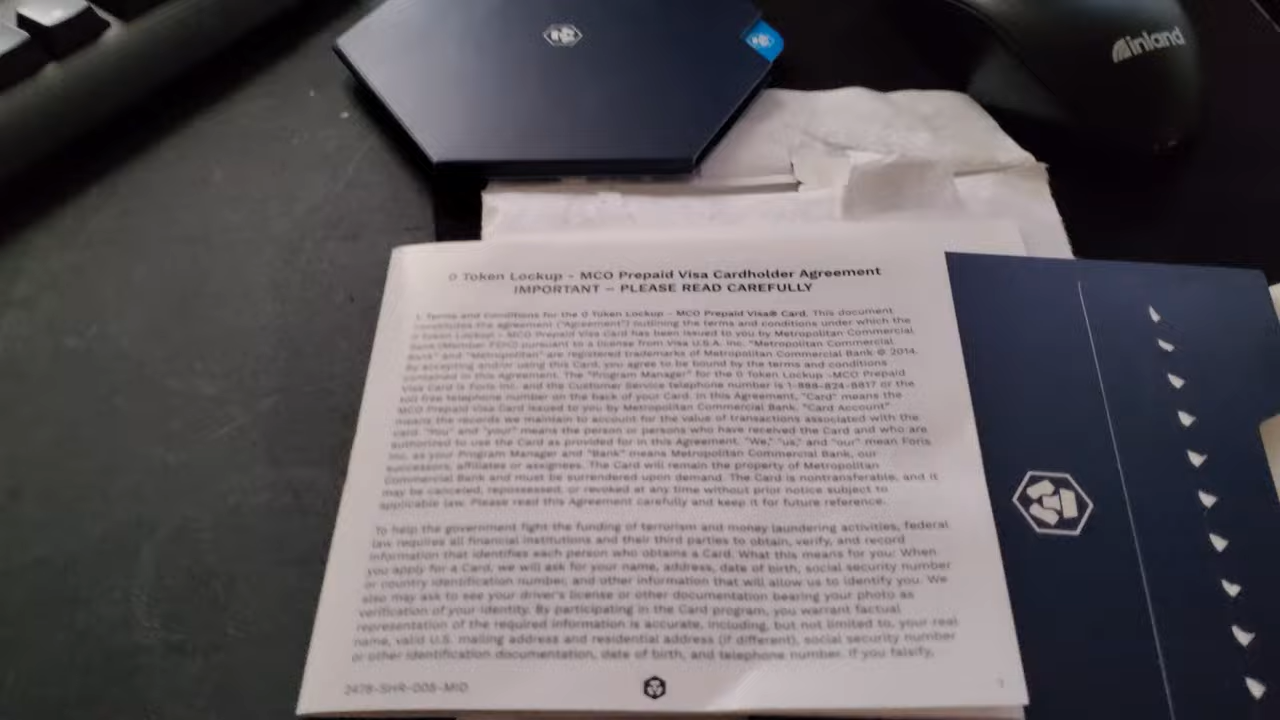 inland
0 Token Lockup - MCO Prepaid Visa Cardholder Agreement
IMPORTANT – PLEASE READ CAREFULLY
1. Terms and Conditions for the 0 Token Lockup - MCO Prepaid Visa® Card. This document
constitutes the agreement ("Agreement") outlining the terms and conditions under which the
0 Token Lockup - MCO Prepaid Visa Card has been issued to you by Metropolitan Commercial
Bank (Member FDIC) pursuant to a license from Visa U.S.A. Inc. "Metropolitan Commercial
Bank" and "Metropolitan" are registered trademarks of Metropolitan Commercial Bank © 2014.
By accepting and/or using this Card, you agree to be bound by the terms and conditions
contained in this Agreement. The "Program Manager" for the 0 Token Lockup -MCO Prepaid
Visa Card is Foris Inc. and the Customer Service telephone number is 1-888-824-8817 or the
toll free telephone number on the back of your Card. In this Agreement, "Card" means the
MCO Prepaid Visa Card issued to you by Metropolitan Commercial Bank. "Card Account"
means the records we maintain to account for the value of transactions associated with the
card. "You" and "your" means the person or persons who have received the Card and who are
authorized to use the Card as provided for in this Agreement. "We," "us," and "our" mean Foris
Inc. as your Program Manager and "Bank" means Metropolitan Commercial Bank, our
successors, affiliates or assignees. The Card will remain the property of Metropolitan
Commercial Bank and must be surrendered upon demand. The Card is nontransferable, and it
may be canceled, repossessed, or revoked at any time without prior notice subject to
applicable law. Please read this Agreement carefully and keep it for future reference.
To help the government fight the funding of terrorism and money laundering activities, federal
law requires all financial institutions and their third parties to obtain, verify, and record
information that identifies each person who obtains a Card. What this means for you: When
you apply for a Card, we will ask for your name, address, date of birth, social security number
or country identification number, and other information that will allow us to identify you. We
also may ask to see your driver's license or other documentation bearing your photo as
verification of your identity. By participating in the Card program, you warrant factual
representation of the required information is accurate, including, but not limited to, your real
name, valid U.S. mailing address and residential address (if different), social security number
or other identification documentation, date of birth, and telephone number. If you falsify,
2478-SHR-008-MID
1